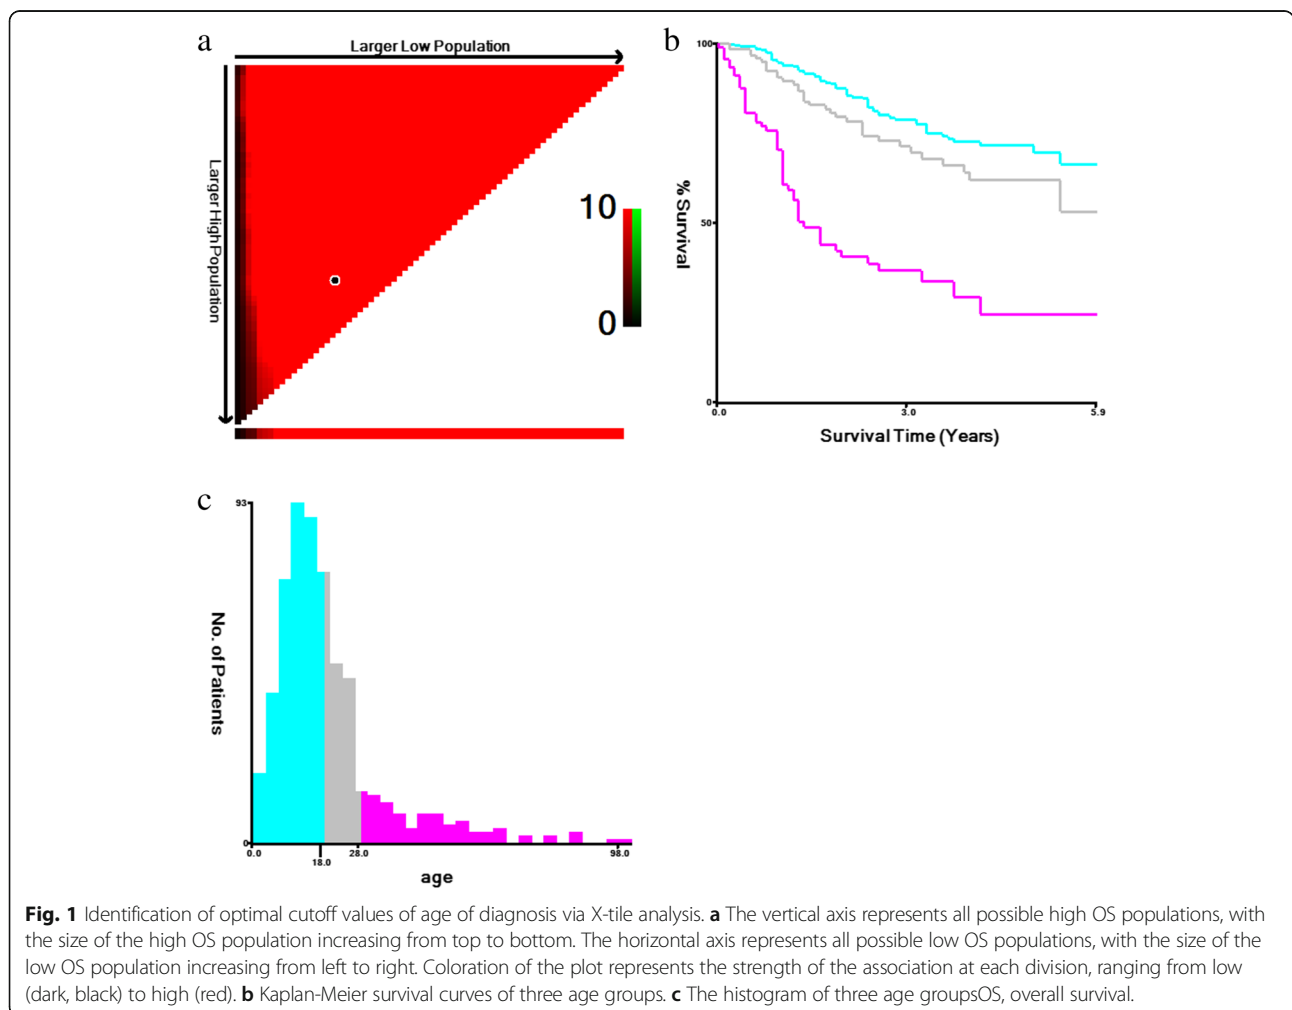 a
Larger Low Population
Larger High Population
10
0
b
100
50
0
% Survival
0.0 3.0 5.9
Survival Time (Years)
c
93
0
No. of Patients
0.0 18.0 28.0 98.0
age
Fig. 1 Identification of optimal cutoff values of age of diagnosis via X-tile analysis. a The vertical axis represents all possible high OS populations, with
the size of the high OS population increasing from top to bottom. The horizontal axis represents all possible low OS populations, with the size of the
low OS population increasing from left to right. Coloration of the plot represents the strength of the association at each division, ranging from low
(dark, black) to high (red). b Kaplan-Meier survival curves of three age groups. c The histogram of three age groupsOS, overall survival.